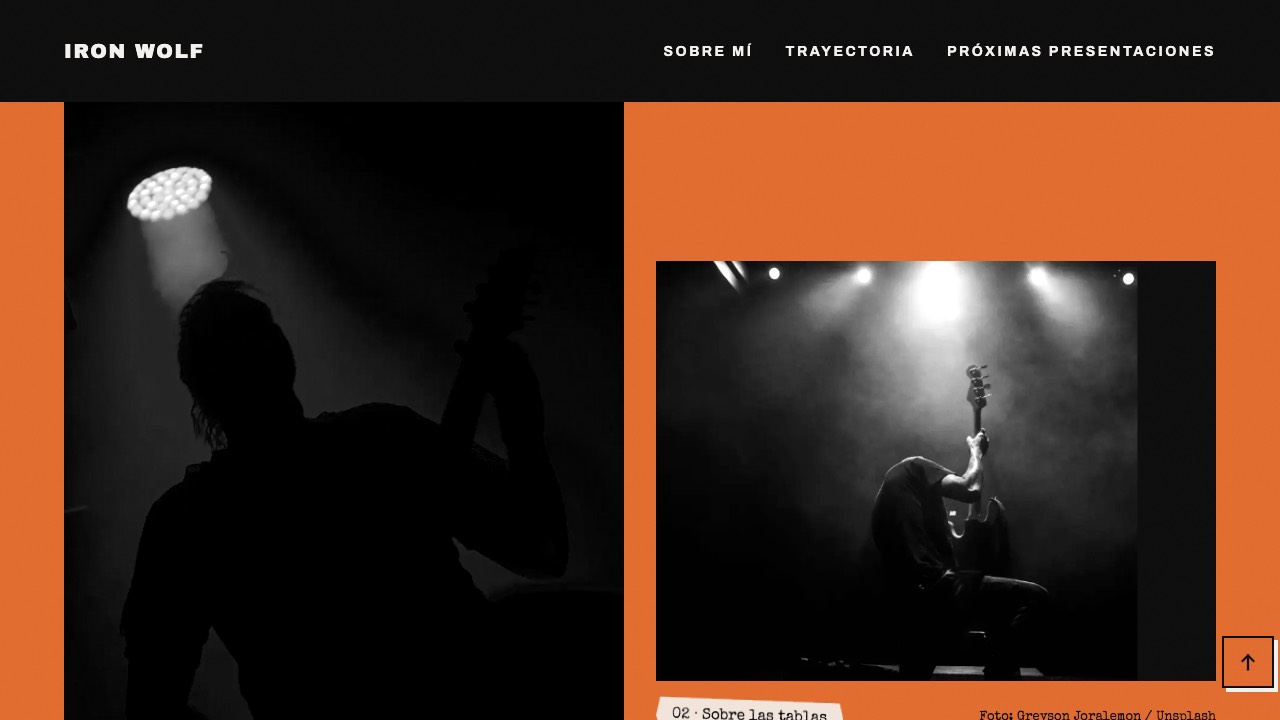 IRON WOLF
SOBRE MÍ TRAYECTORIA PRÓXIMAS PRESENTACIONES
02 · Sobre las tablas
Foto: Greyson Joralemon / Unsplash